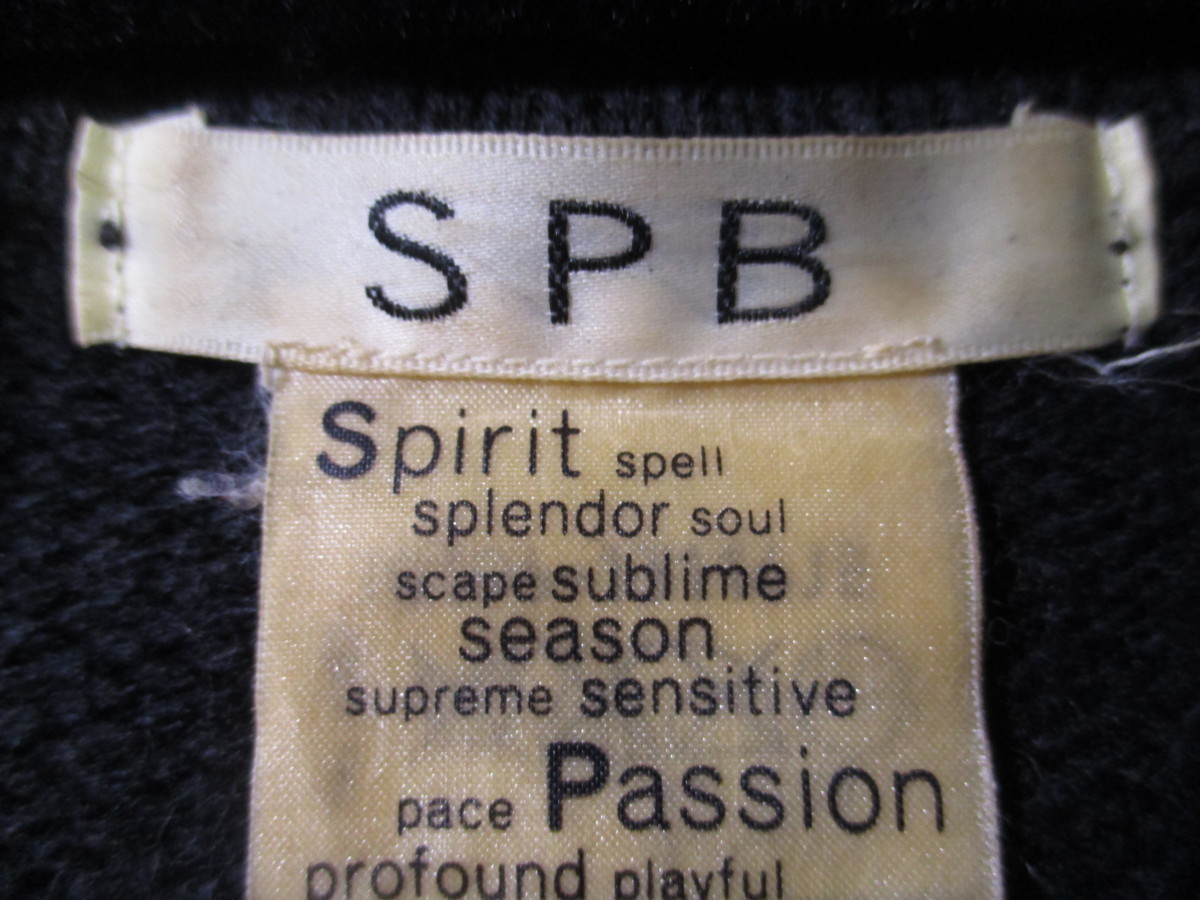 SPB
Spirit spell
splendor soul
scape sublime
season
supreme sensitive
pace Passion
profound playful